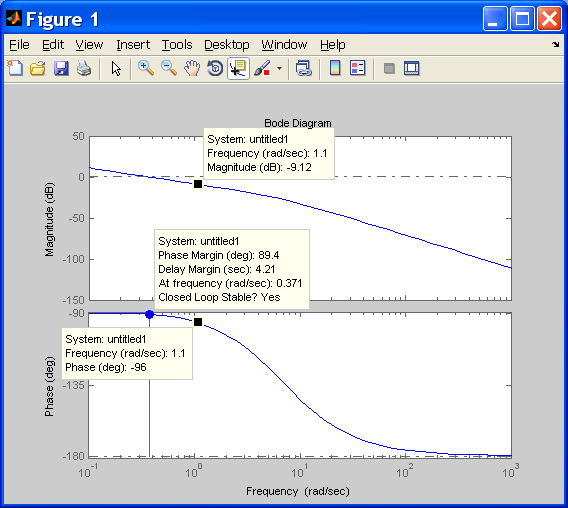 Figure 1
File Edit View Insert Tools Desktop Window Help
Bode Diagram
System: untitled1
Frequency (rad/sec): 1.1
Magnitude (dB): -9.12
50
0
-50
-100
-150
Magnitude (dB)
System: untitled1
Phase Margin (deg): 89.4
Delay Margin (sec): 4.21
At frequency (rad/sec): 0.371
Closed Loop Stable? Yes
System: untitled1
Frequency (rad/sec): 1.1
Phase (deg): -96
-90
-135
-180
Phase (deg)
10^-1 10^0 10^1 10^2 10^3
Frequency (rad/sec)